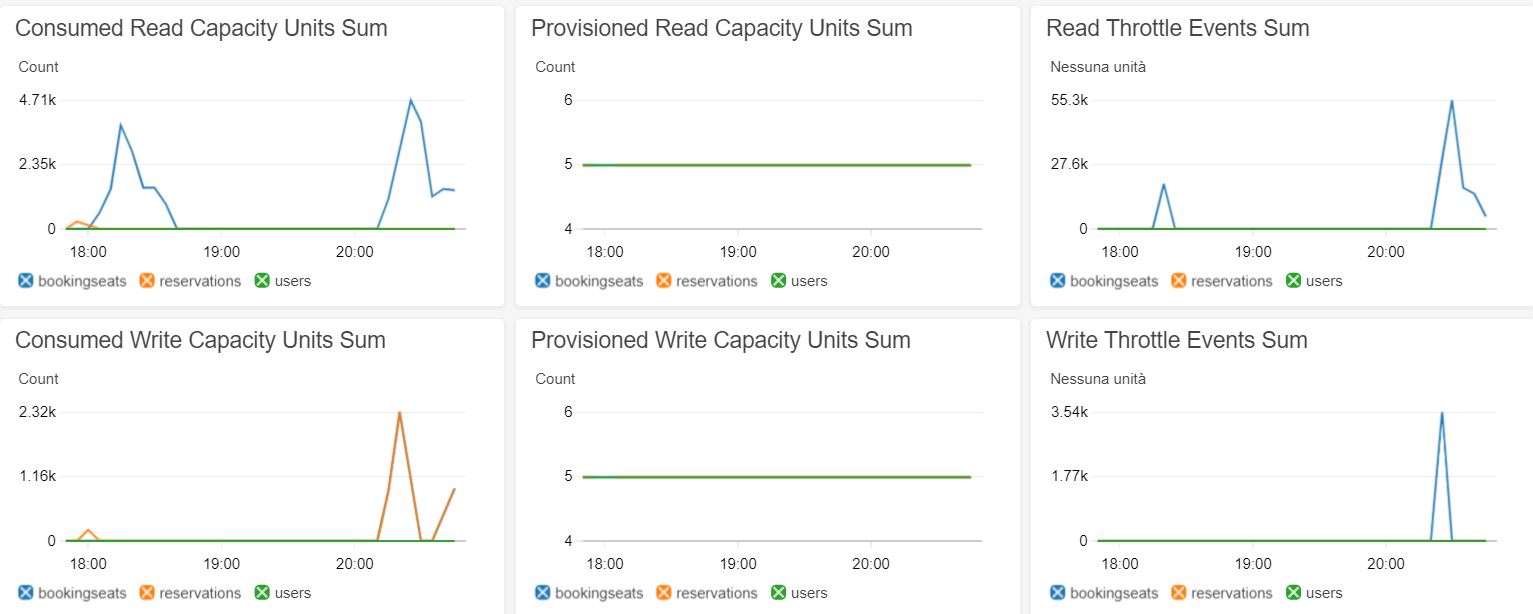 Consumed Read Capacity Units Sum
Count
4.71k
2.35k
0
18:00 19:00 20:00
bookingseats reservations users
Provisioned Read Capacity Units Sum
Count
6
5
4
18:00 19:00 20:00
bookingseats reservations users
Read Throttle Events Sum
Nessuna unità
55.3k
27.6k
0
18:00 19:00 20:00
bookingseats reservations users
Consumed Write Capacity Units Sum
Count
2.32k
1.16k
0
18:00 19:00 20:00
bookingseats reservations users
Provisioned Write Capacity Units Sum
Count
6
5
4
18:00 19:00 20:00
bookingseats reservations users
Write Throttle Events Sum
Nessuna unità
3.54k
1.77k
0
18:00 19:00 20:00
bookingseats reservations users